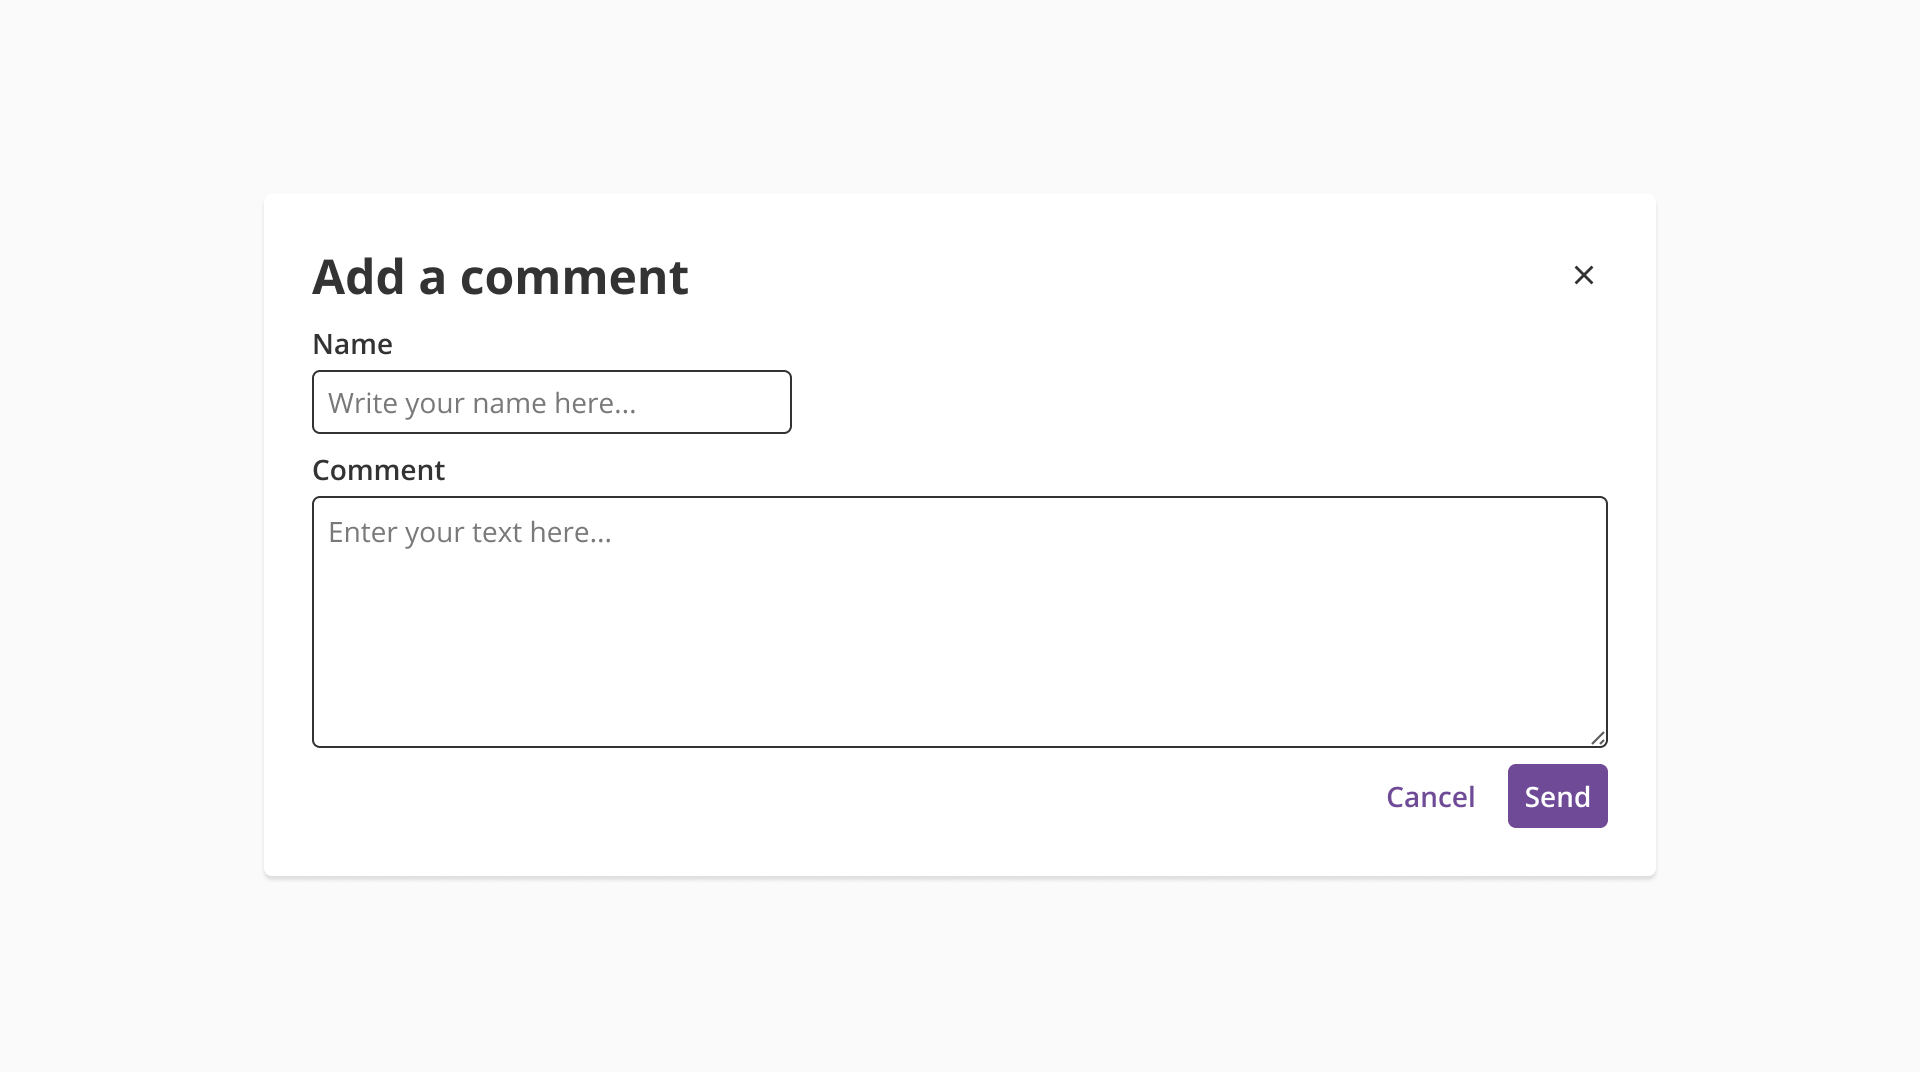 Add a comment
Name
Write your name here...
Comment
Enter your text here...
Cancel Send